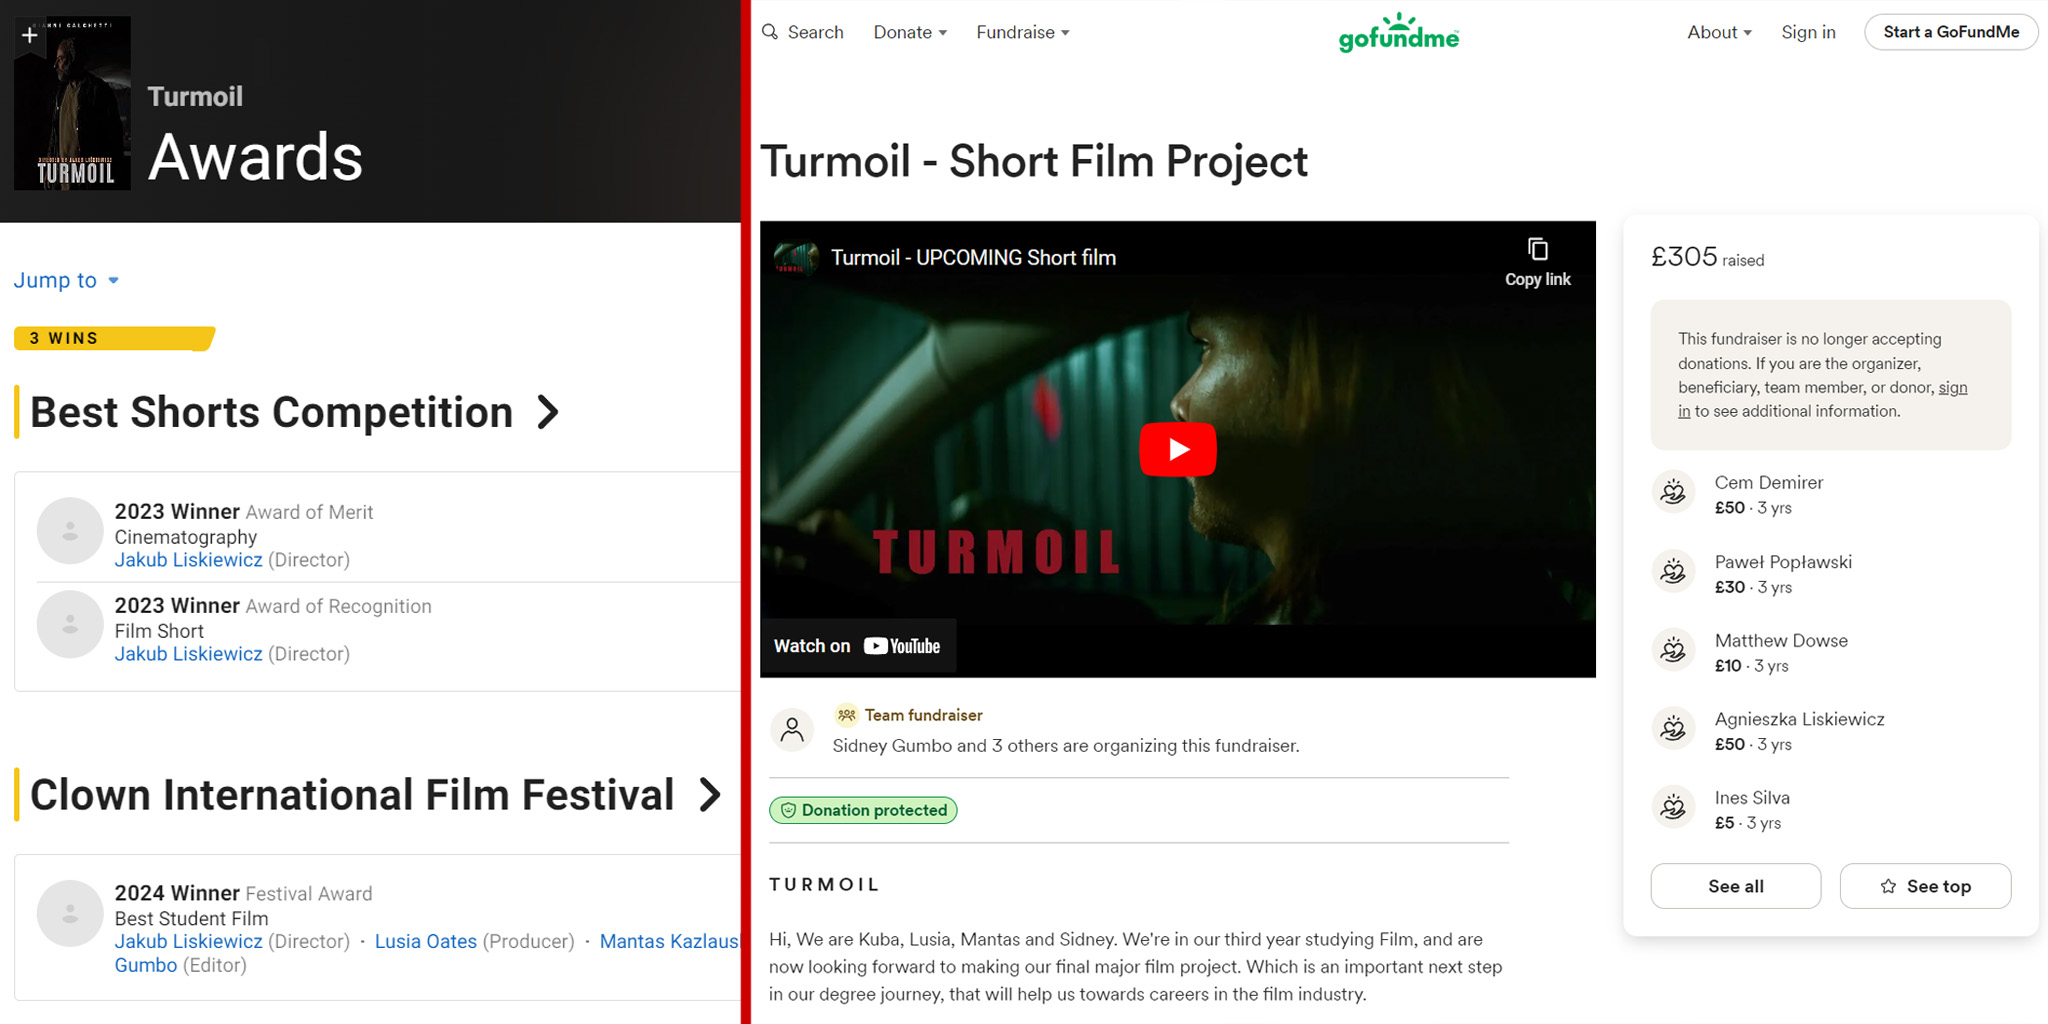 GIANNI CALCHETTI
DIRECTED BY JAKUB LISKIEWICZ
TURMOIL
Turmoil
Awards
Jump to
3 WINS
Best Shorts Competition
2023 Winner Award of Merit
Cinematography
Jakub Liskiewicz (Director)
2023 Winner Award of Recognition
Film Short
Jakub Liskiewicz (Director)
Clown International Film Festival
2024 Winner Festival Award
Best Student Film
Jakub Liskiewicz (Director) · Lusia Oates (Producer) · Mantas Kazlaus
Gumbo (Editor)
Search Donate Fundraise gofundme About Sign in Start a GoFundMe
Turmoil - Short Film Project
TURMOIL
Turmoil - UPCOMING Short film
Copy link
TURMOIL
Watch on YouTube
Team fundraiser
Sidney Gumbo and 3 others are organizing this fundraiser.
Donation protected
TURMOIL
Hi, We are Kuba, Lusia, Mantas and Sidney. We're in our third year studying Film, and are
now looking forward to making our final major film project. Which is an important next step
in our degree journey, that will help us towards careers in the film industry.
£305 raised
This fundraiser is no longer accepting
donations. If you are the organizer,
beneficiary, team member, or donor, sign
in to see additional information.
Cem Demirer
£50 · 3 yrs
Paweł Popławski
£30 · 3 yrs
Matthew Dowse
£10 · 3 yrs
Agnieszka Liskiewicz
£50 · 3 yrs
Ines Silva
£5 · 3 yrs
See all
See top